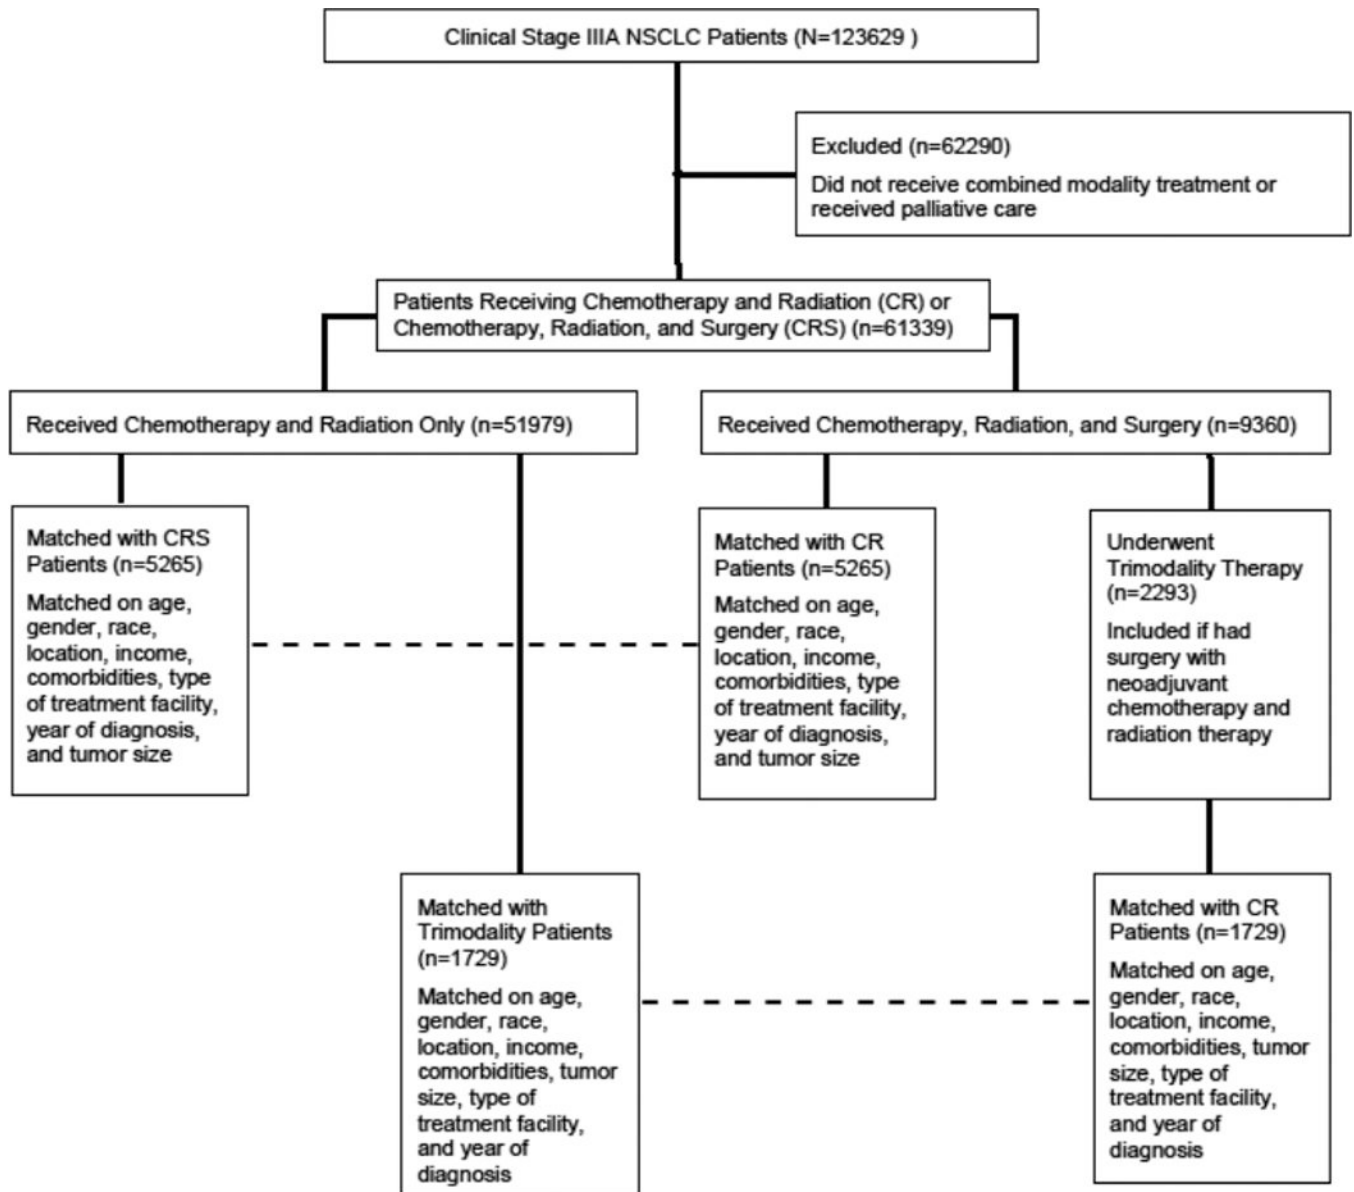 Clinical Stage IIIA NSCLC Patients (N=123629 )
Excluded (n=62290)
Did not receive combined modality treatment or
received palliative care
Patients Receiving Chemotherapy and Radiation (CR) or
Chemotherapy, Radiation, and Surgery (CRS) (n=61339)
Received Chemotherapy and Radiation Only (n=51979)
Received Chemotherapy, Radiation, and Surgery (n=9360)
Matched with CRS
Patients (n=5265)
Matched on age,
gender, race,
location, income,
comorbidities, type
of treatment facility,
year of diagnosis,
and tumor size
Matched with CR
Patients (n=5265)
Matched on age,
gender, race,
location, income,
comorbidities, type
of treatment facility,
year of diagnosis,
and tumor size
Underwent
Trimodality Therapy
(n=2293)
Included if had
surgery with
neoadjuvant
chemotherapy and
radiation therapy
Matched with
Trimodality Patients
(n=1729)
Matched on age,
gender, race,
location, income,
comorbidities, tumor
size, type of
treatment facility,
and year of
diagnosis
Matched with CR
Patients (n=1729)
Matched on age,
gender, race,
location, income,
comorbidities, tumor
size, type of
treatment facility,
and year of
diagnosis